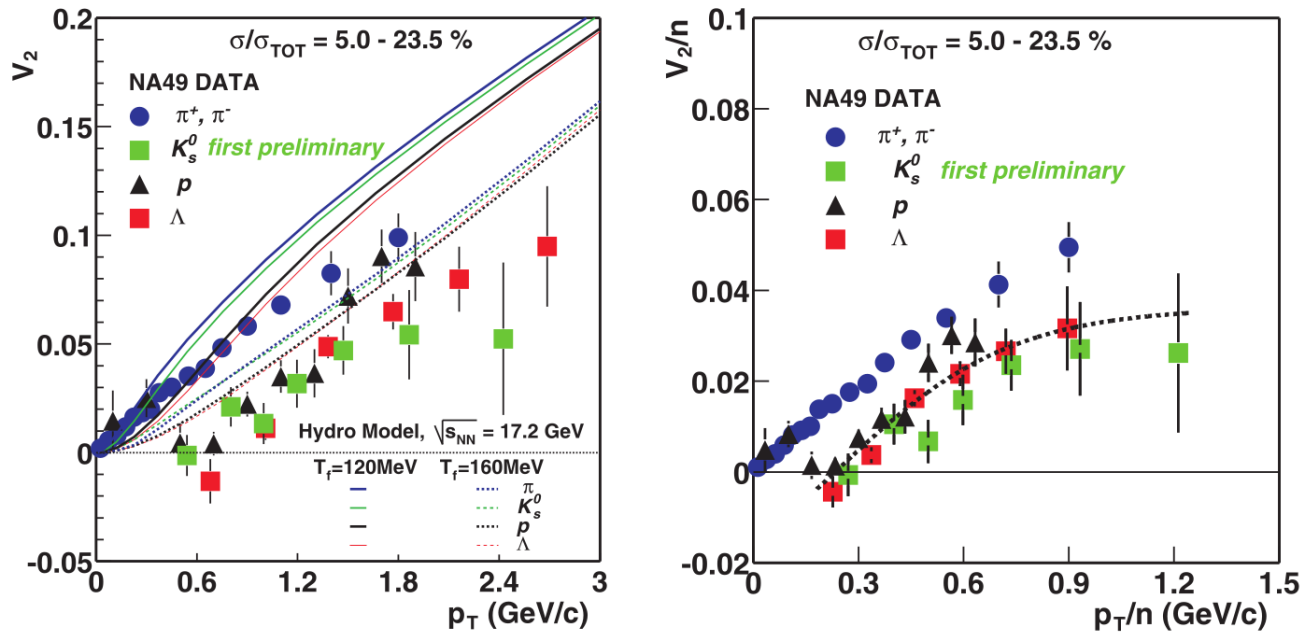 σ/σTOT = 5.0 - 23.5 %
V2
NA49 DATA
π+, π-
K0s first preliminary
p
Λ
Hydro Model, √sNN = 17.2 GeV
Tf=120MeV Tf=160MeV
π
K0s
p
Λ
0.2
0.15
0.1
0.05
0
-0.05
0 0.6 1.2 1.8 2.4 3
pT (GeV/c)
σ/σTOT = 5.0 - 23.5 %
V2/n
NA49 DATA
π+, π-
K0s first preliminary
p
Λ
0.1
0.08
0.06
0.04
0.02
0
-0.02
0 0.3 0.6 0.9 1.2 1.5
pT/n (GeV/c)